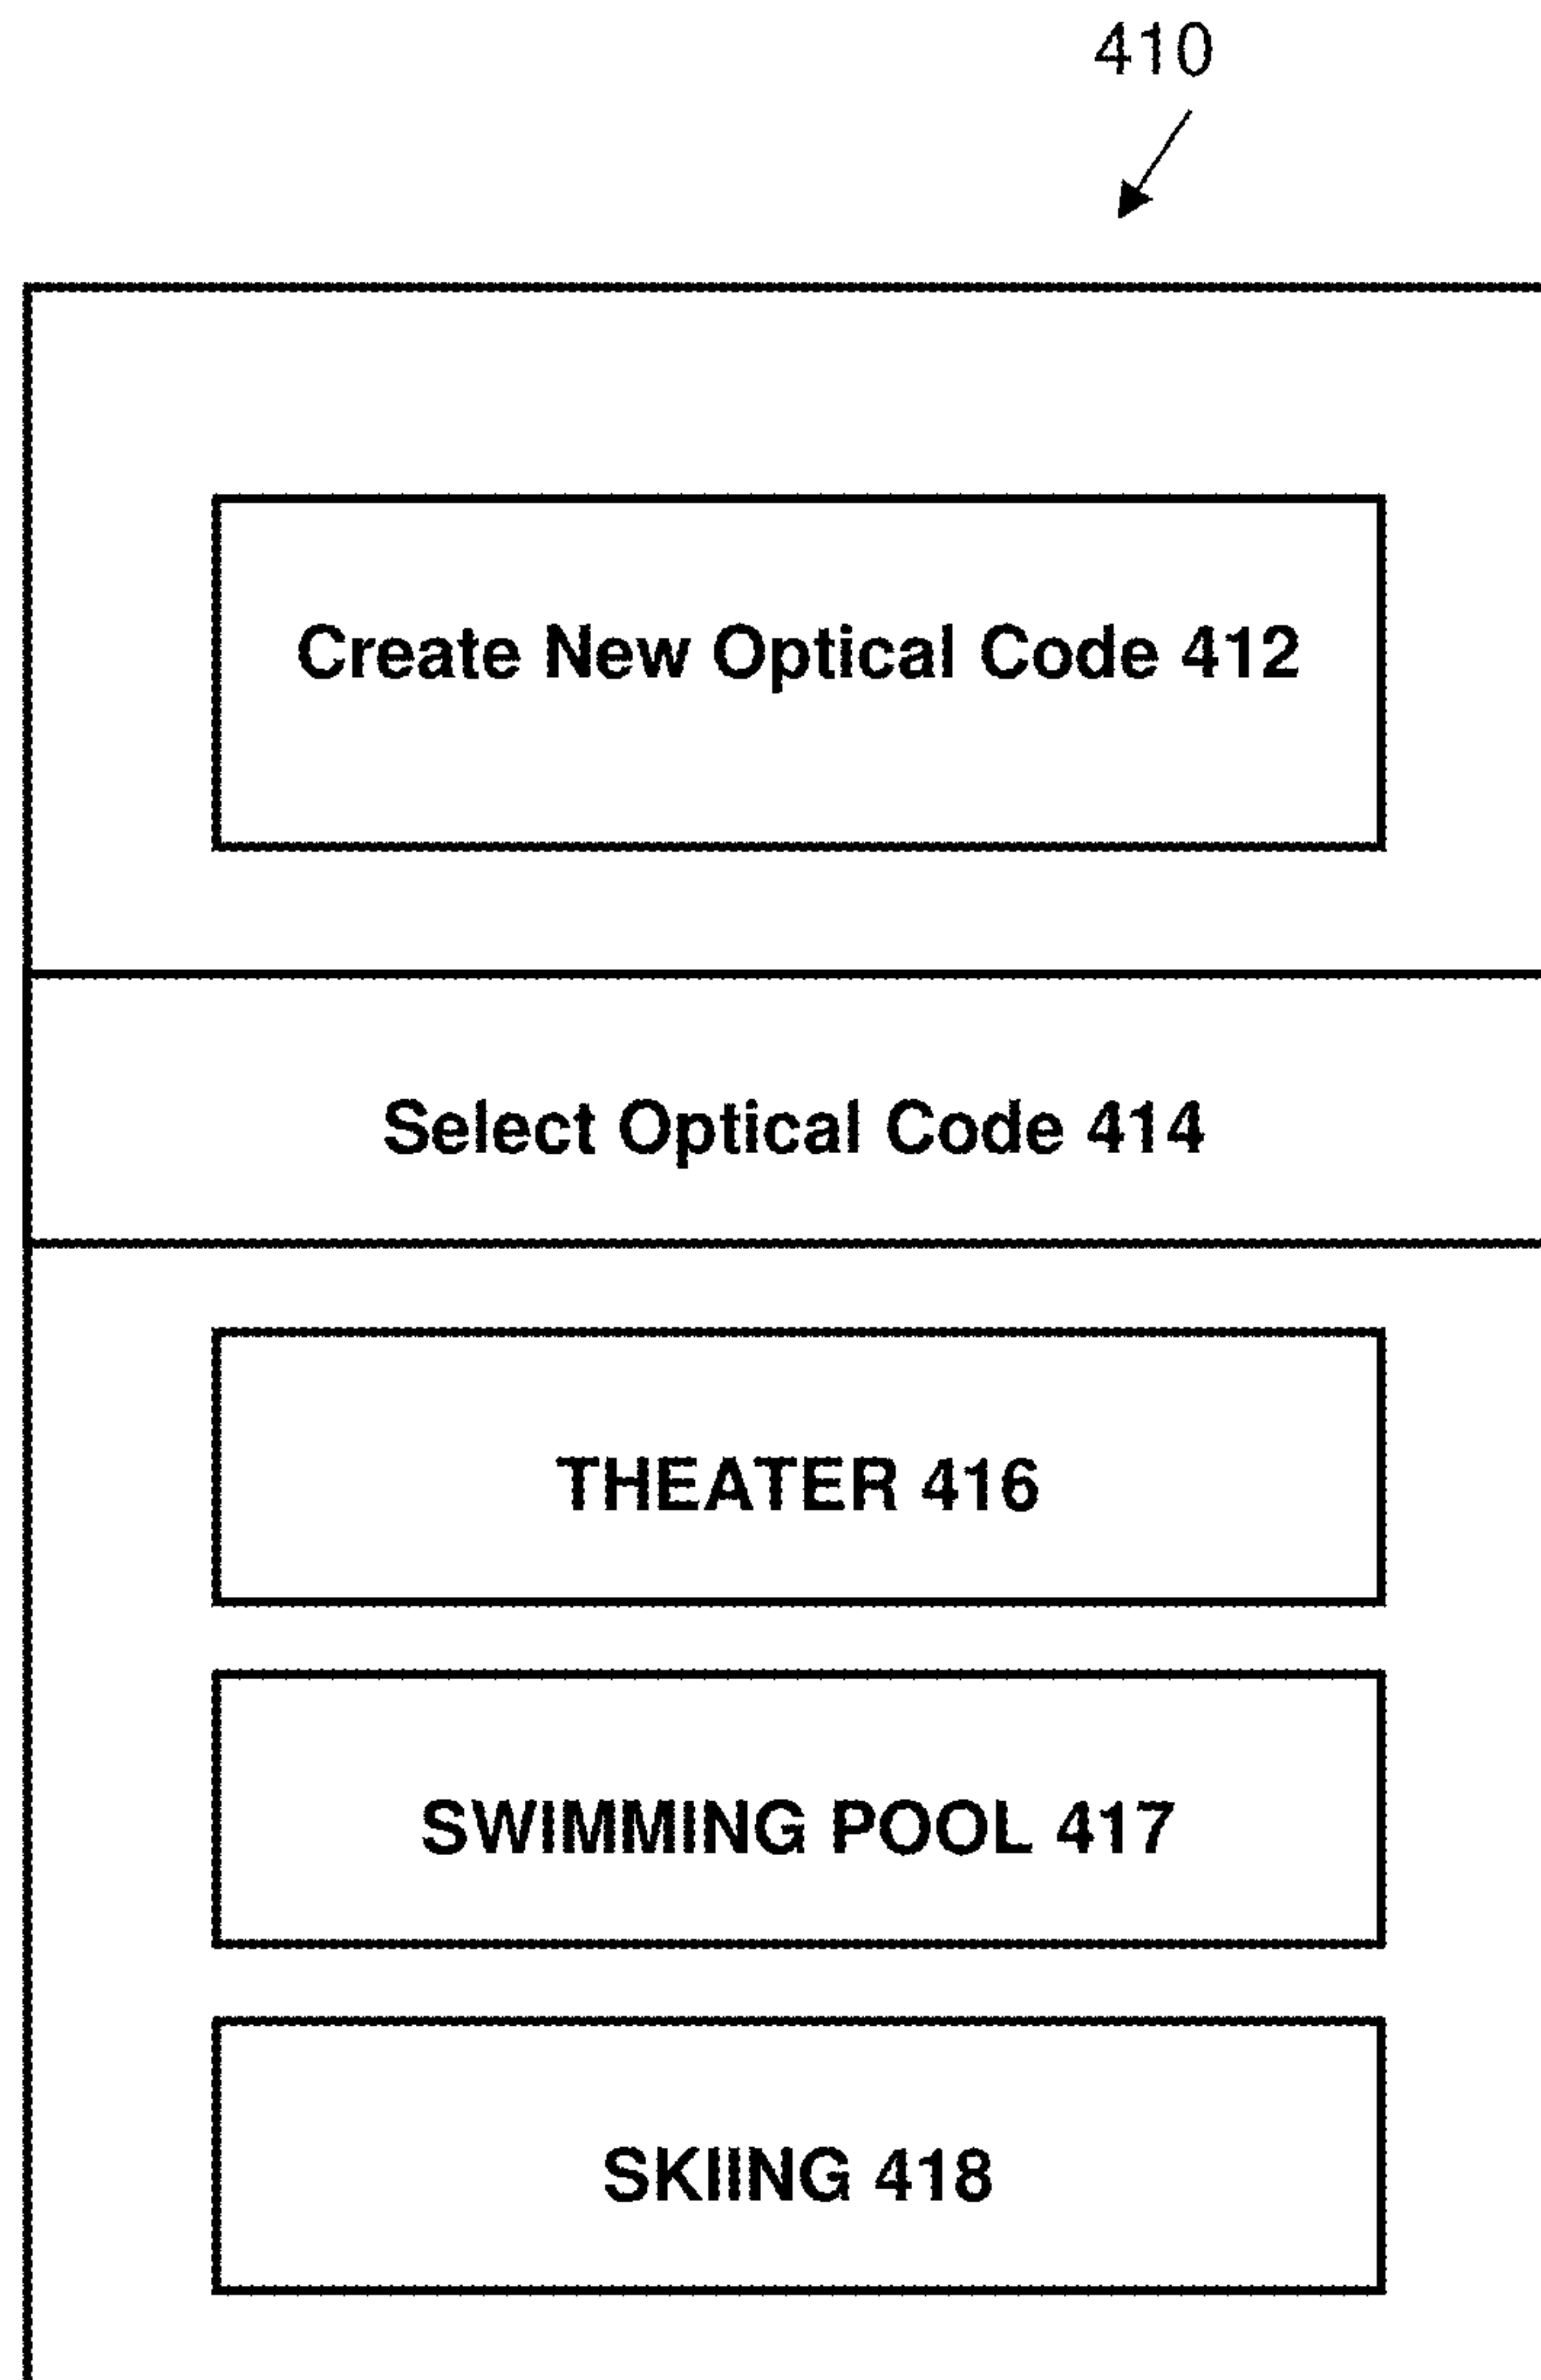 410
Create New Optical Code 412
Select Optical Code 414
THEATER 416
SWIMMING POOL 417
SKIING 418